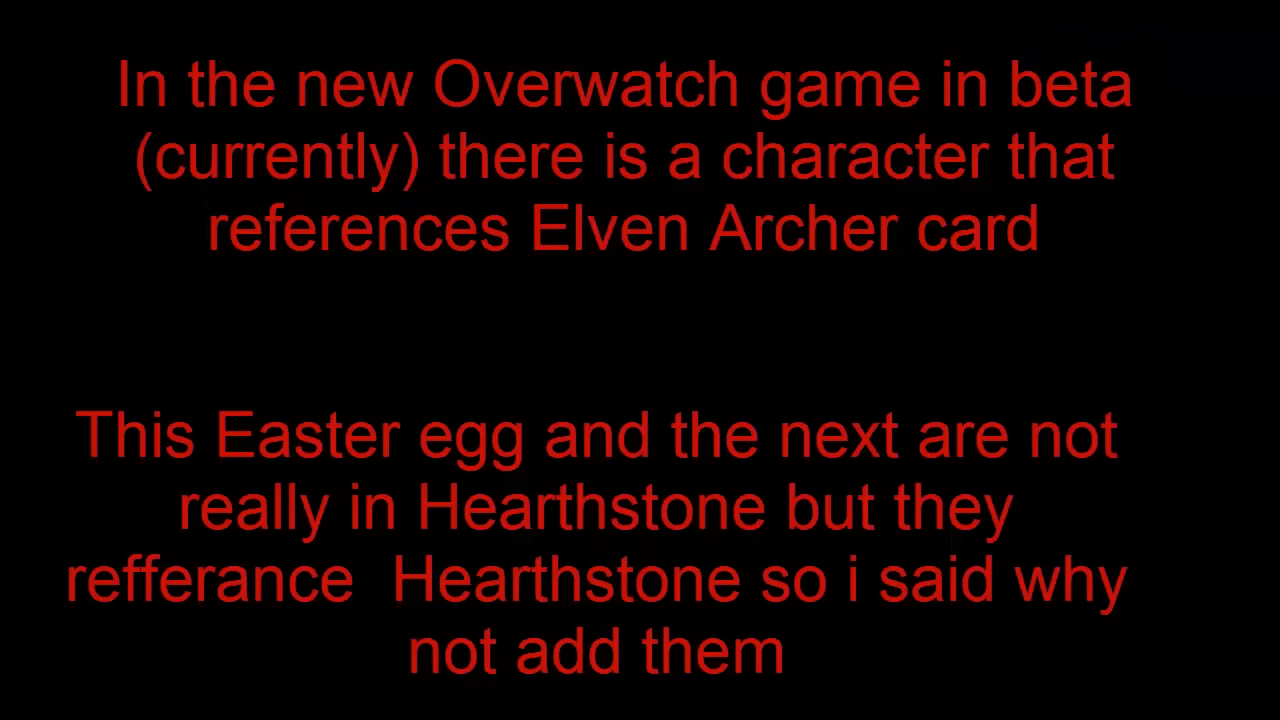 In the new Overwatch game in beta
(currently) there is a character that
references Elven Archer card
This Easter egg and the next are not
really in Hearthstone but they
refferance  Hearthstone so i said why
not add them